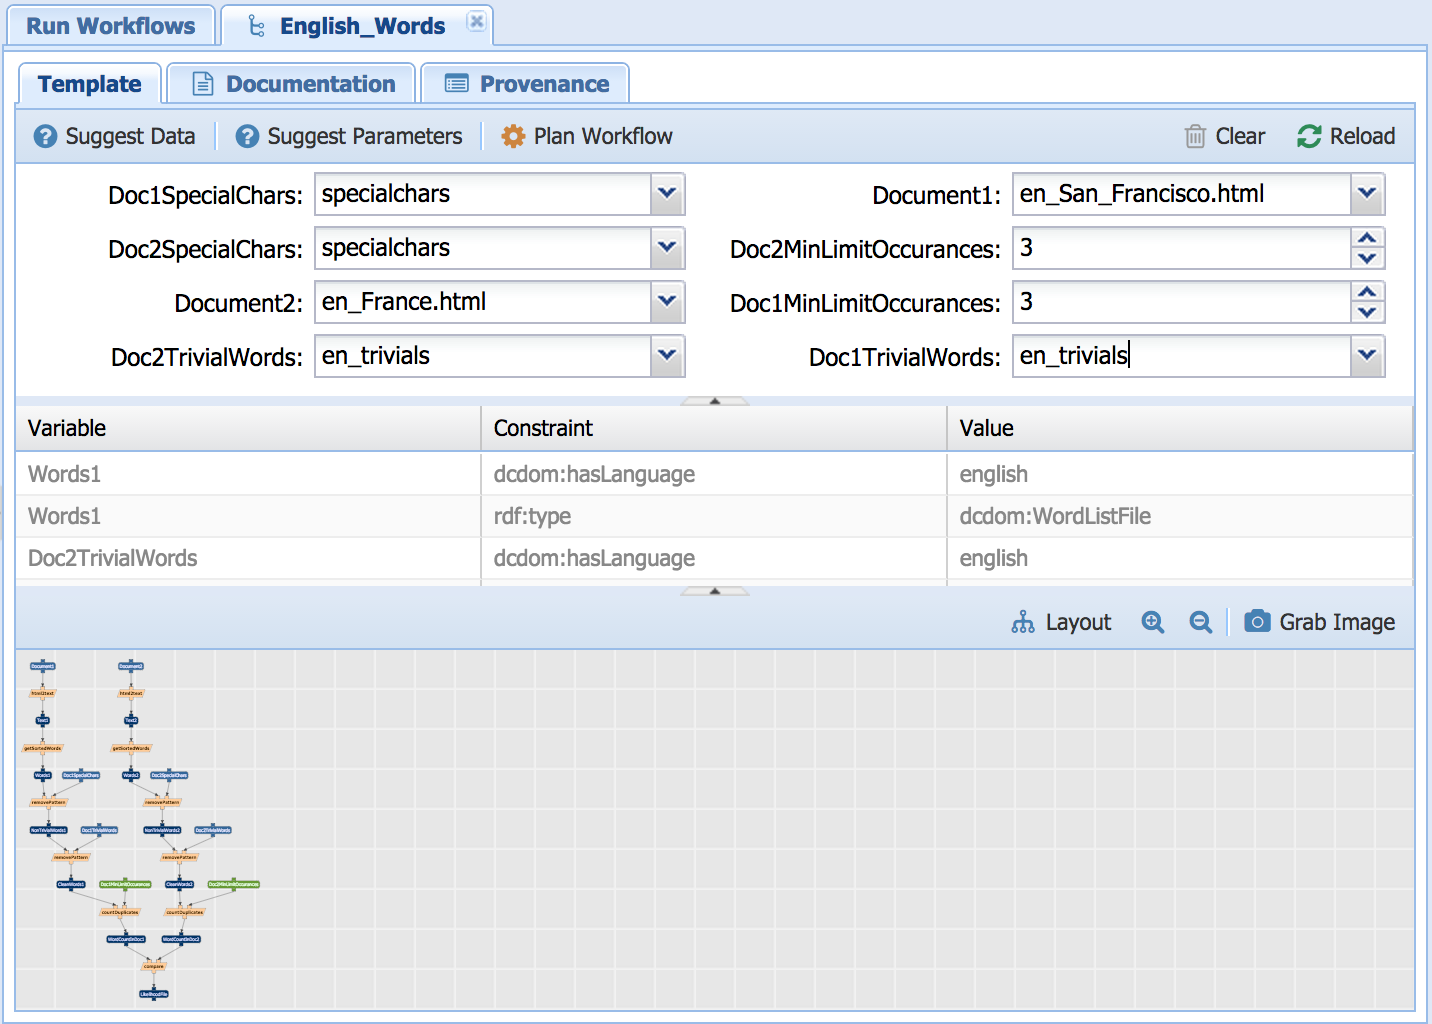 Run Workflows English_Words
Template Documentation Provenance
Suggest Data Suggest Parameters Plan Workflow Clear Reload
Doc1SpecialChars: specialchars Document1: en_San_Francisco.html
Doc2SpecialChars: specialchars Doc2MinLimitOccurances: 3
Document2: en_France.html Doc1MinLimitOccurances: 3
Doc2TrivialWords: en_trivials Doc1TrivialWords: en_trivials
Variable Constraint Value
Words1 dcdom:hasLanguage english
Words1 rdf:type dcdom:WordListFile
Doc2TrivialWords dcdom:hasLanguage english
Layout Grab Image
Document1 Document2
html2text html2text
Text1 Text2
getSortedWords getSortedWords
Words1 Doc1SpecialChars Words2 Doc2SpecialChars
removePattern removePattern
NonTrivialWords1 Doc1TrivialWords NonTrivialWords2 Doc2TrivialWords
removePattern removePattern
CleanWords1 Doc1MinLimitOccurances CleanWords2 Doc2MinLimitOccurances
countDuplicates countDuplicates
WordCountInDoc1 WordCountInDoc2
compare
LikelihoodFile